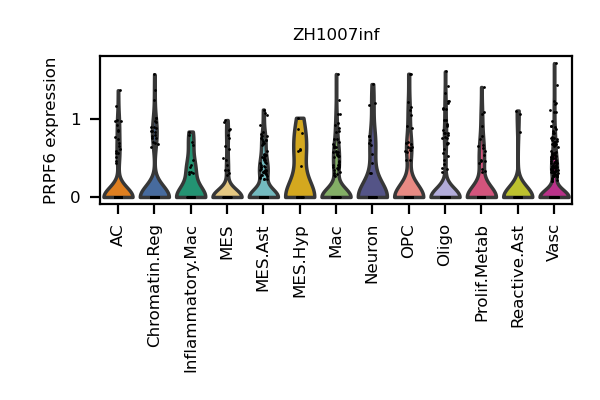 ZH1007inf
PRPF6 expression
1
0
AC
Chromatin.Reg
Inflammatory.Mac
MES
MES.Ast
MES.Hyp
Mac
Neuron
OPC
Oligo
Prolif.Metab
Reactive.Ast
Vasc